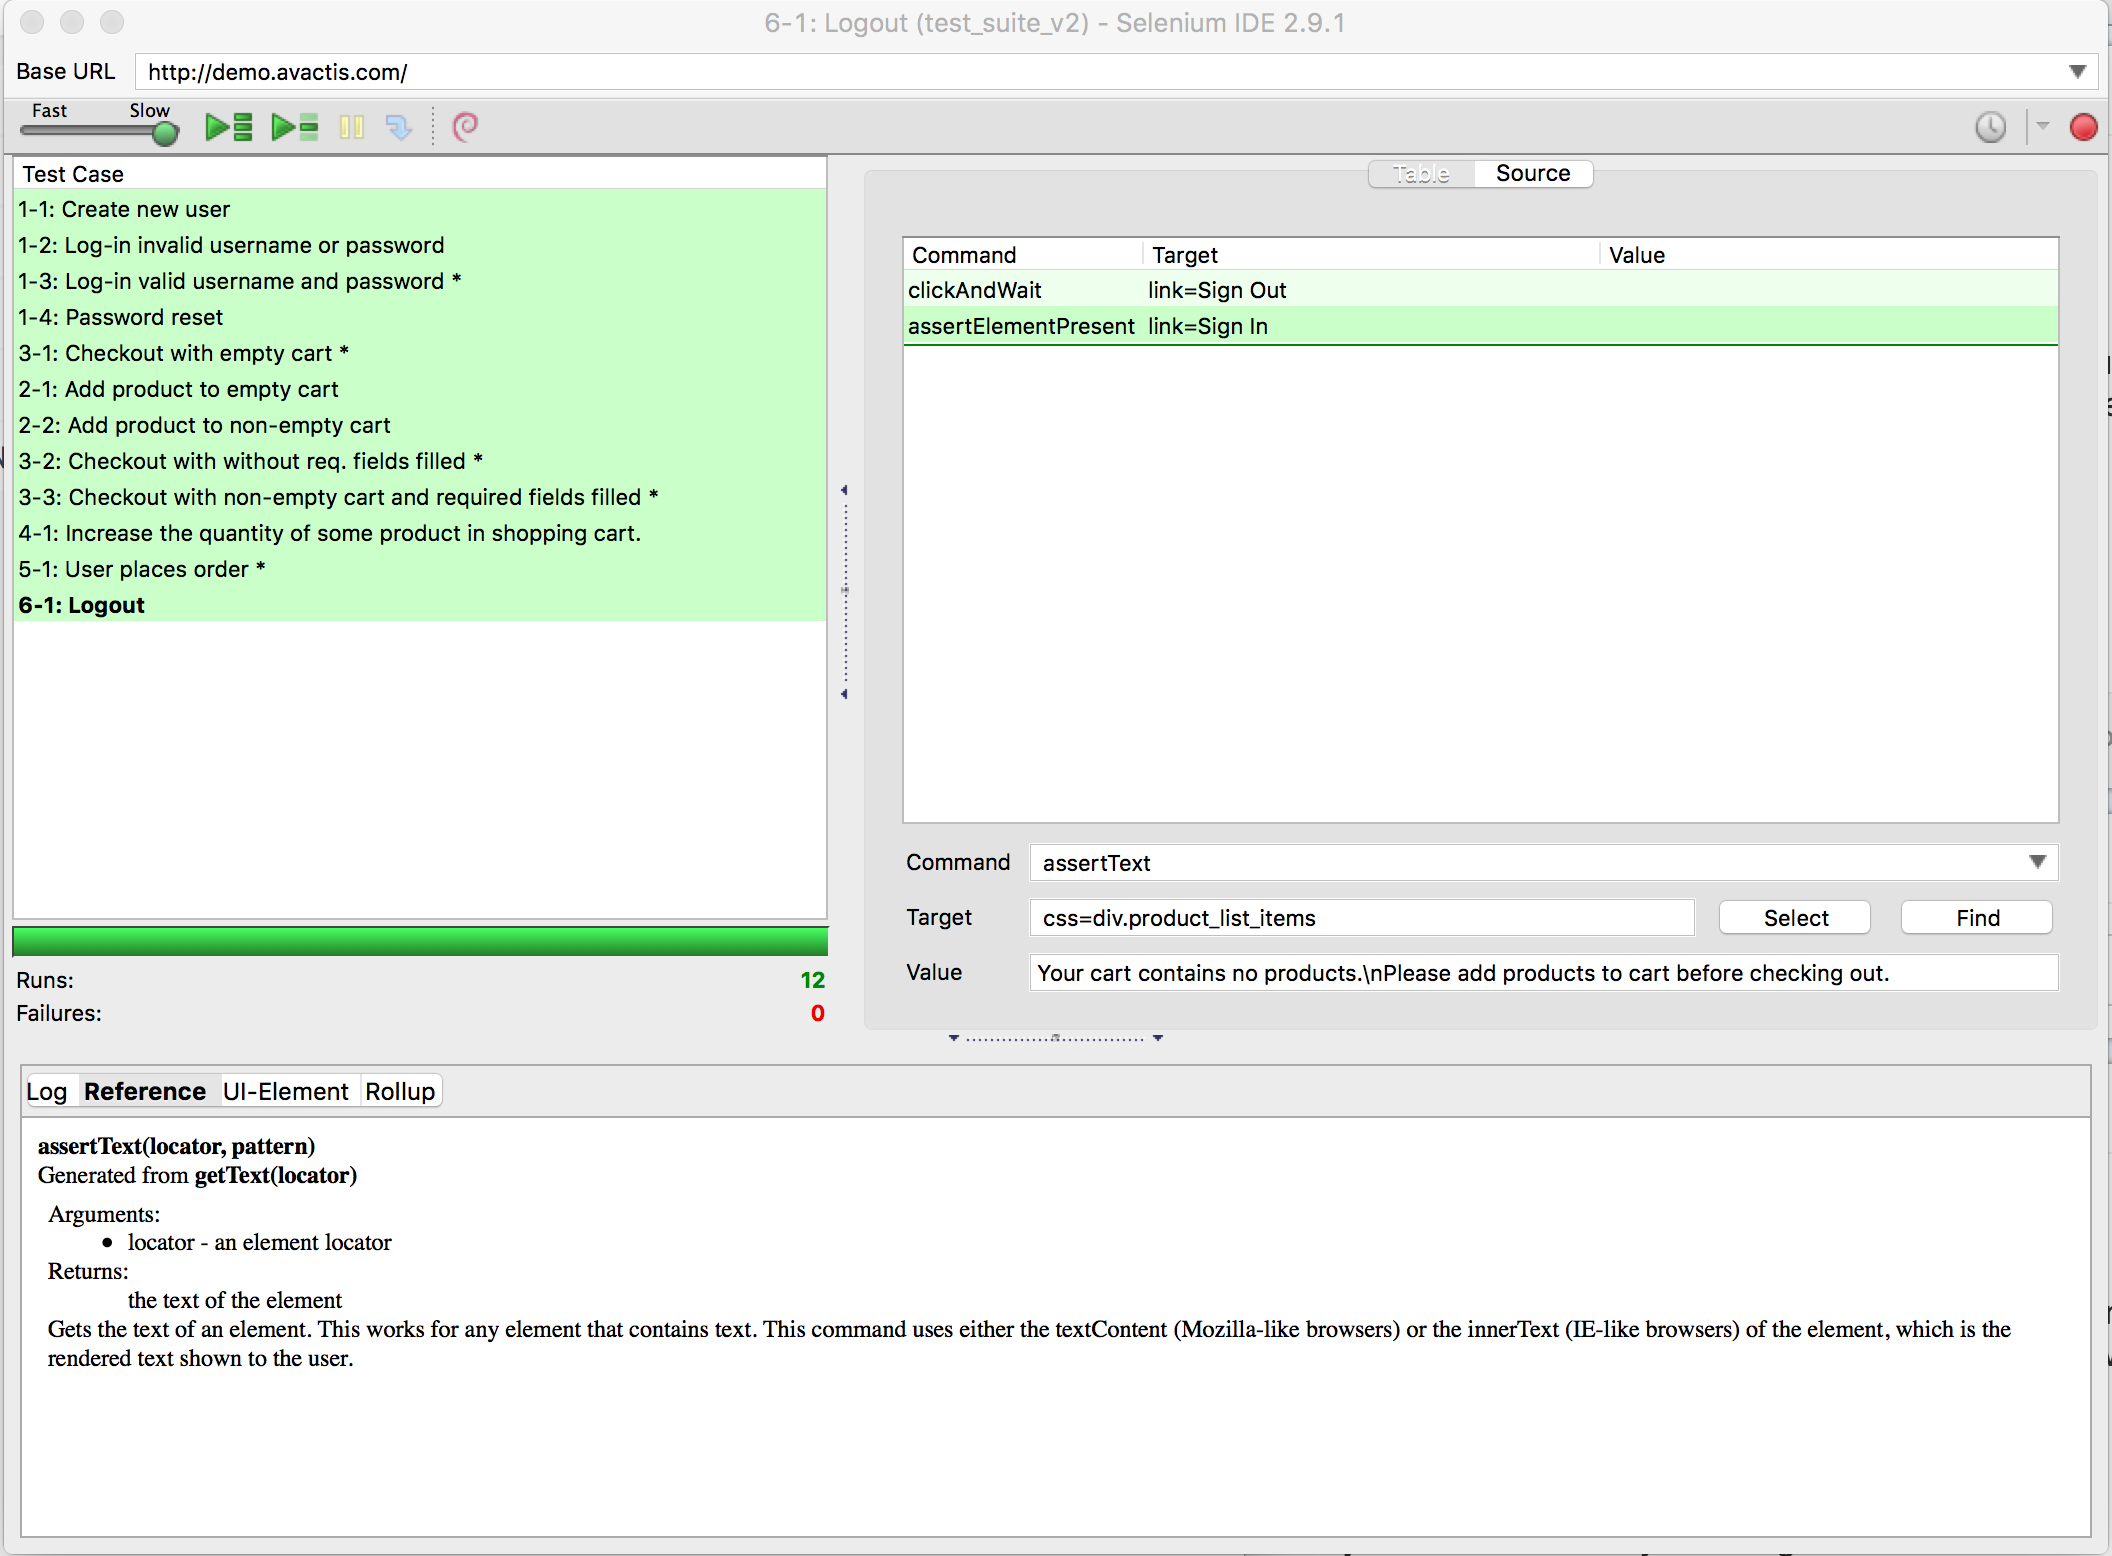 6-1: Logout (test_suite_v2) - Selenium IDE 2.9.1
Base URL http://demo.avactis.com/
Fast Slow
Test Case
1-1: Create new user
1-2: Log-in invalid username or password
1-3: Log-in valid username and password *
1-4: Password reset
3-1: Checkout with empty cart *
2-1: Add product to empty cart
2-2: Add product to non-empty cart
3-2: Checkout with without req. fields filled *
3-3: Checkout with non-empty cart and required fields filled *
4-1: Increase the quantity of some product in shopping cart.
5-1: User places order *
6-1: Logout
Runs: 12
Failures: 0
Table Source
Command Target Value
clickAndWait link=Sign Out
assertElementPresent link=Sign In
Command assertText
Target css=div.product_list_items Select Find
Value Your cart contains no products.\nPlease add products to cart before checking out.
Log Reference UI-Element Rollup
assertText(locator, pattern)
Generated from getText(locator)
Arguments:
• locator - an element locator
Returns:
the text of the element
Gets the text of an element. This works for any element that contains text. This command uses either the textContent (Mozilla-like browsers) or the innerText (IE-like browsers) of the element, which is the
rendered text shown to the user.